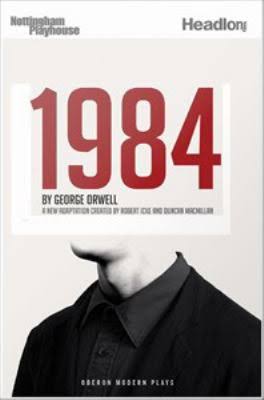 Nottingham Playhouse
Headlong
1984
BY GEORGE ORWELL
A NEW ADAPTATION CREATED BY ROBERT ICKE AND DUNCAN MACMILLAN
OBERON MODERN PLAYS